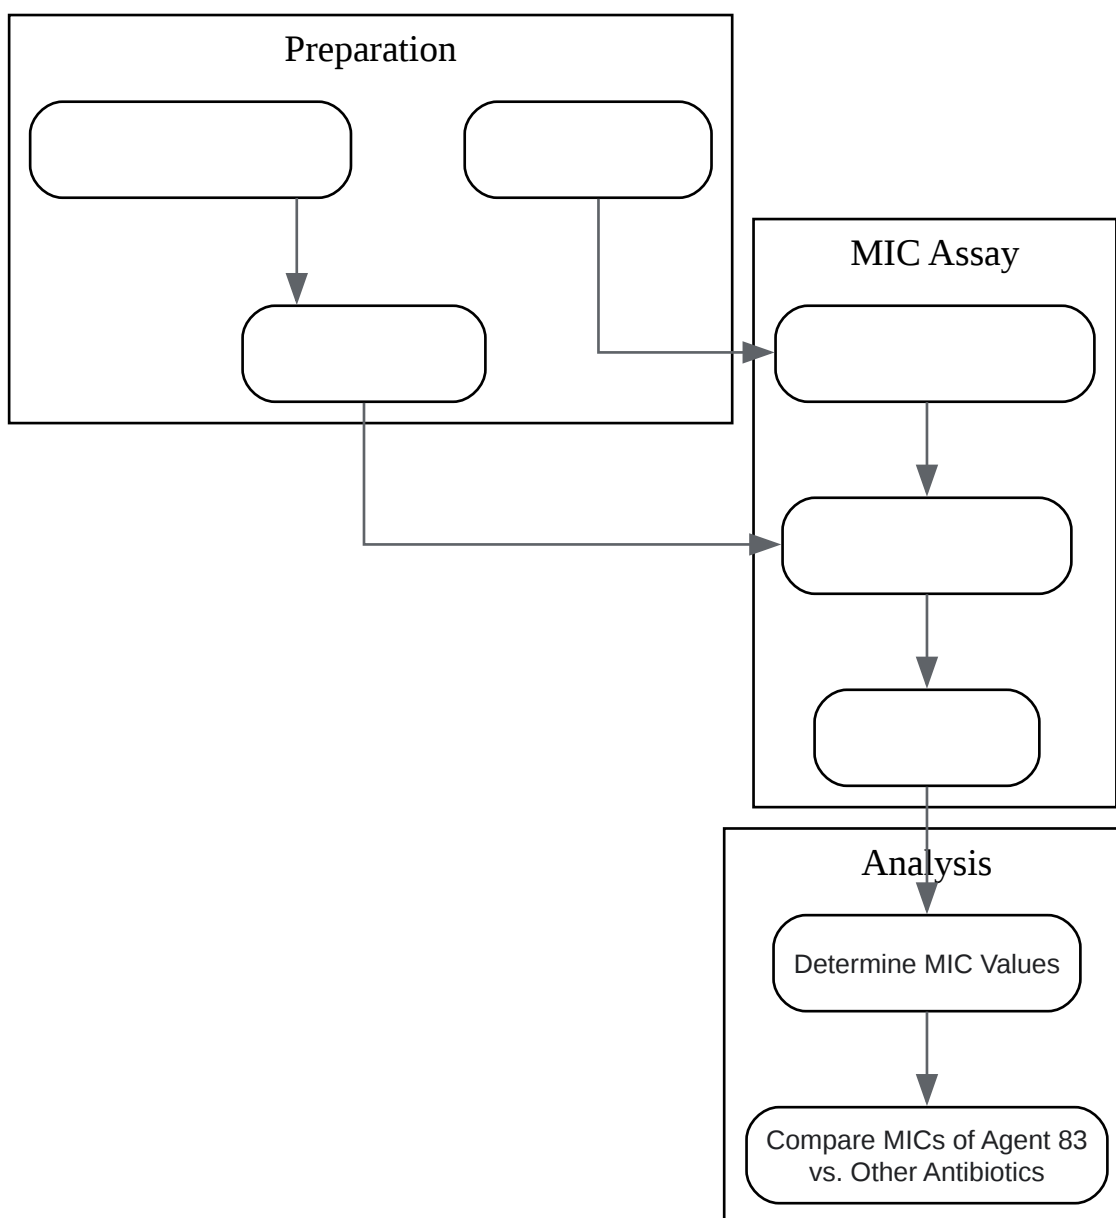 Preparation
MIC Assay
Analysis
Determine MIC Values
Compare MICs of Agent 83
vs. Other Antibiotics